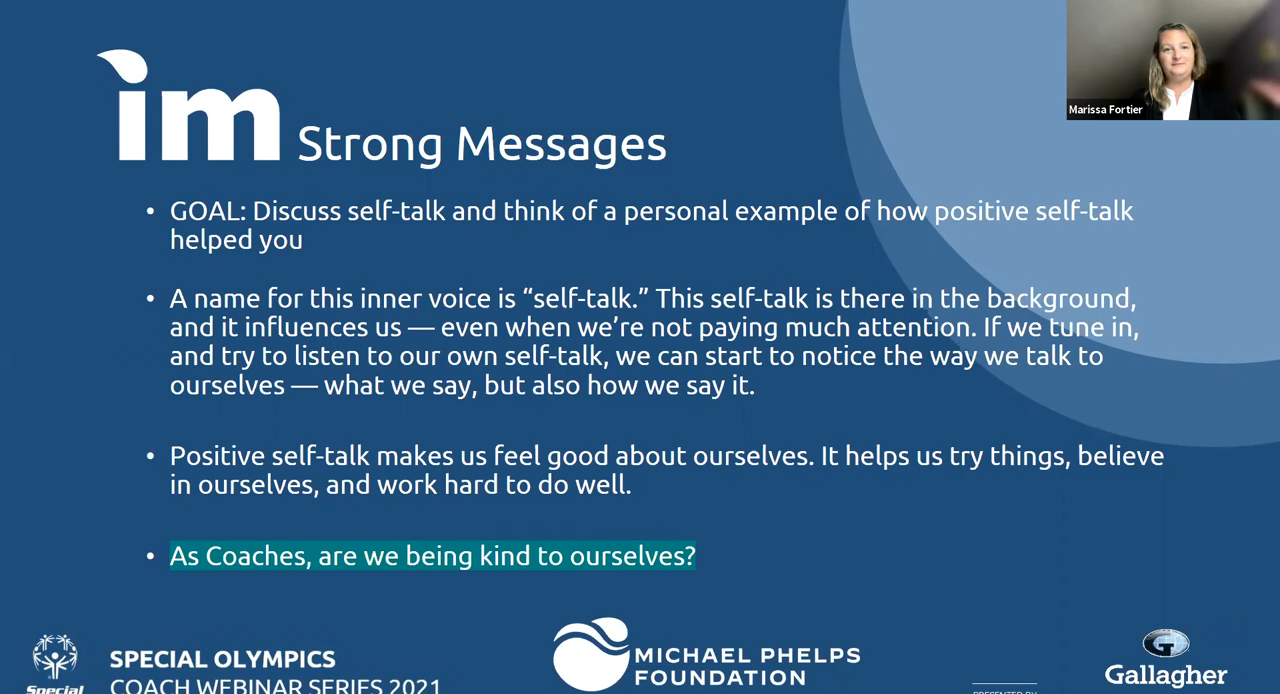 im Strong Messages
Marissa Fortier
• GOAL: Discuss self-talk and think of a personal example of how positive self-talk
helped you
• A name for this inner voice is “self-talk.” This self-talk is there in the background,
and it influences us — even when we’re not paying much attention. If we tune in,
and try to listen to our own self-talk, we can start to notice the way we talk to
ourselves — what we say, but also how we say it.
• Positive self-talk makes us feel good about ourselves. It helps us try things, believe
in ourselves, and work hard to do well.
• As Coaches, are we being kind to ourselves?
Special
SPECIAL OLYMPICS
COACH WEBINAR SERIES 2021
MICHAEL PHELPS
FOUNDATION
PRESENTED BY
G
Gallagher